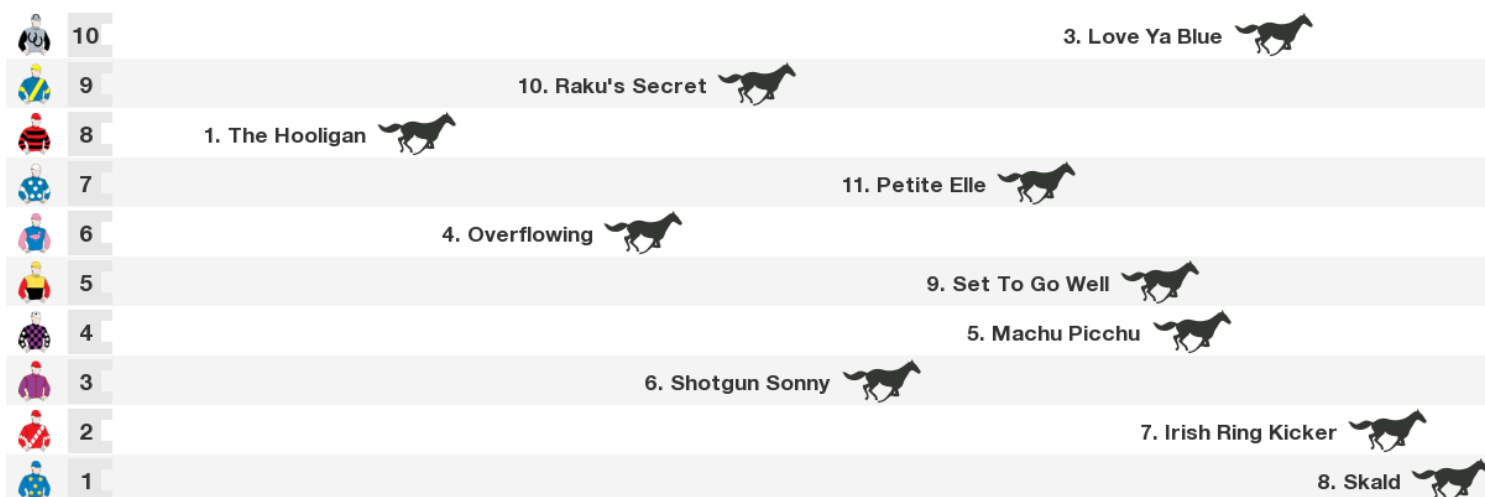 10 3. Love Ya Blue
9 10. Raku's Secret
8 1. The Hooligan
7 11. Petite Elle
6 4. Overflowing
5 9. Set To Go Well
4 5. Machu Picchu
3 6. Shotgun Sonny
2 7. Irish Ring Kicker
1 8. Skald